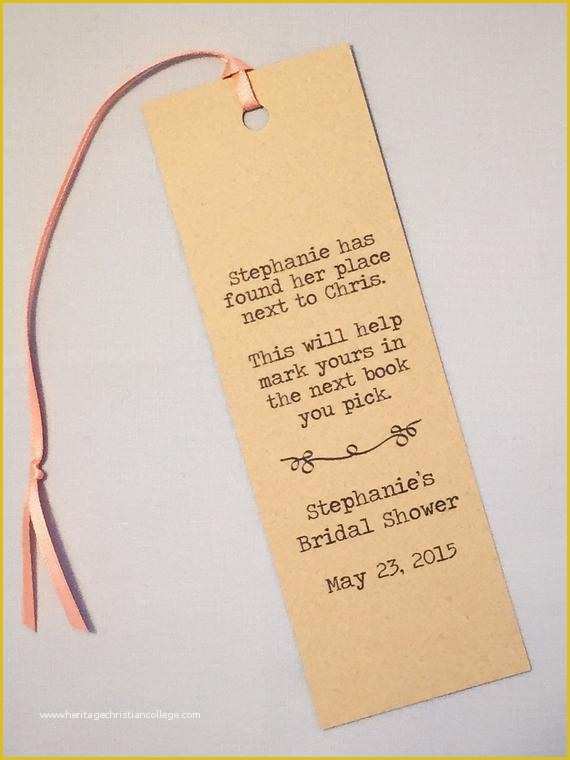 Stephanie has
found her place
next to Chris.
This will help
mark yours in
the next book
you pick.
Stephanie's
Bridal Shower
May 23, 2015
www.heritagechristiancollege.com